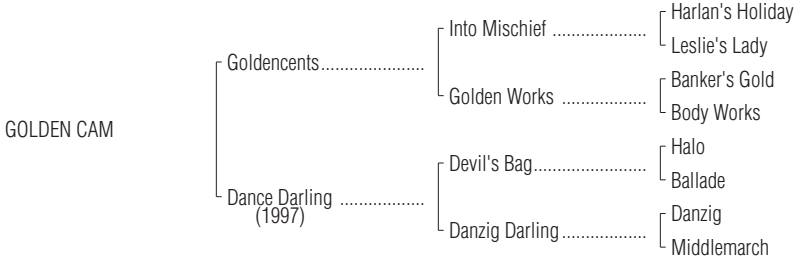 Harlan's Holiday
Into Mischief ....................
Leslie's Lady
Goldencents......................
Banker's Gold
Golden Works ..................
Body Works
GOLDEN CAM
Halo
Devil's Bag........................
Ballade
Dance Darling ..................
(1997)
Danzig
Danzig Darling..................
Middlemarch